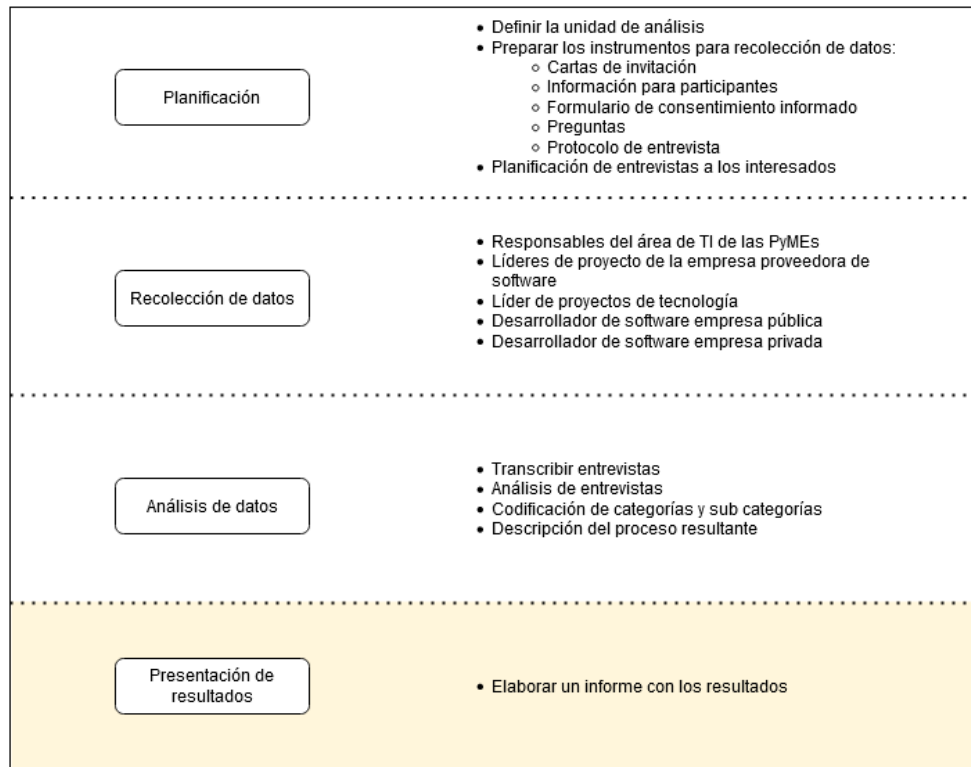 Planificación
• Definir la unidad de análisis
• Preparar los instrumentos para recolección de datos:
○ Cartas de invitación
○ Información para participantes
○ Formulario de consentimiento informado
○ Preguntas
○ Protocolo de entrevista
• Planificación de entrevistas a los interesados
Recolección de datos
• Responsables del área de TI de las PyMEs
• Líderes de proyecto de la empresa proveedora de
software
• Líder de proyectos de tecnología
• Desarrollador de software empresa pública
• Desarrollador de software empresa privada
Análisis de datos
• Transcribir entrevistas
• Análisis de entrevistas
• Codificación de categorías y sub categorías
• Descripción del proceso resultante
Presentación de
resultados
• Elaborar un informe con los resultados